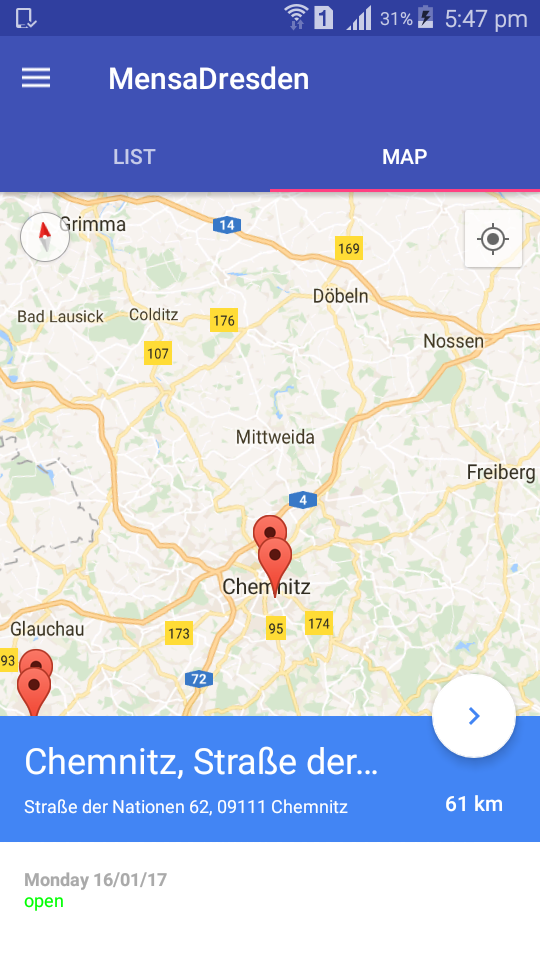 1 31% 5:47 pm
MensaDresden
LIST MAP
Grimma
14
169
Döbeln
Bad Lausick
Colditz
176
Nossen
107
Mittweida
Freiberg
4
Chemnitz
Glauchau
95
174
173
93
72
Chemnitz, Straße der...
Straße der Nationen 62, 09111 Chemnitz
61 km
Monday 16/01/17
open